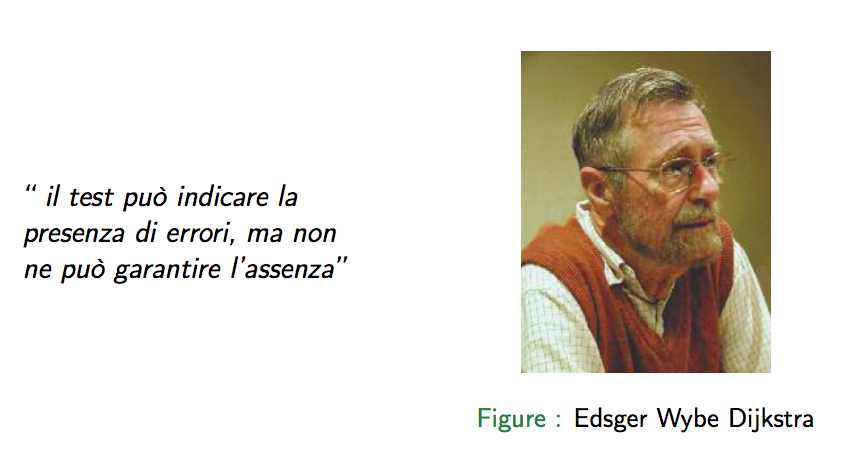 “ il test può indicare la
presenza di errori, ma non
ne può garantire l’assenza”
Figure : Edsger Wybe Dijkstra